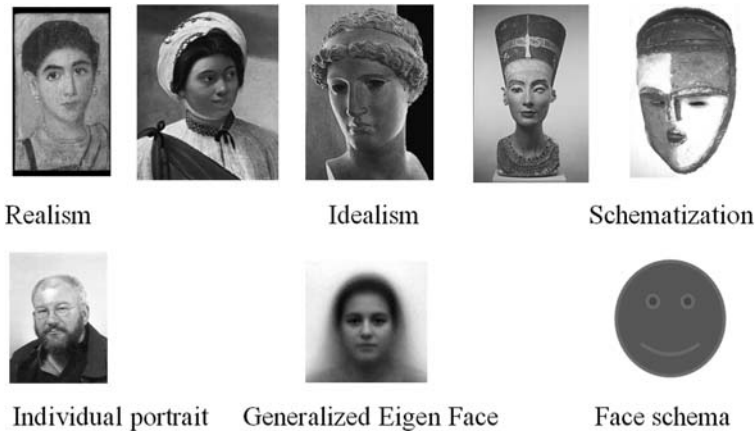 Realism Idealism Schematization
Individual portrait Generalized Eigen Face Face schema